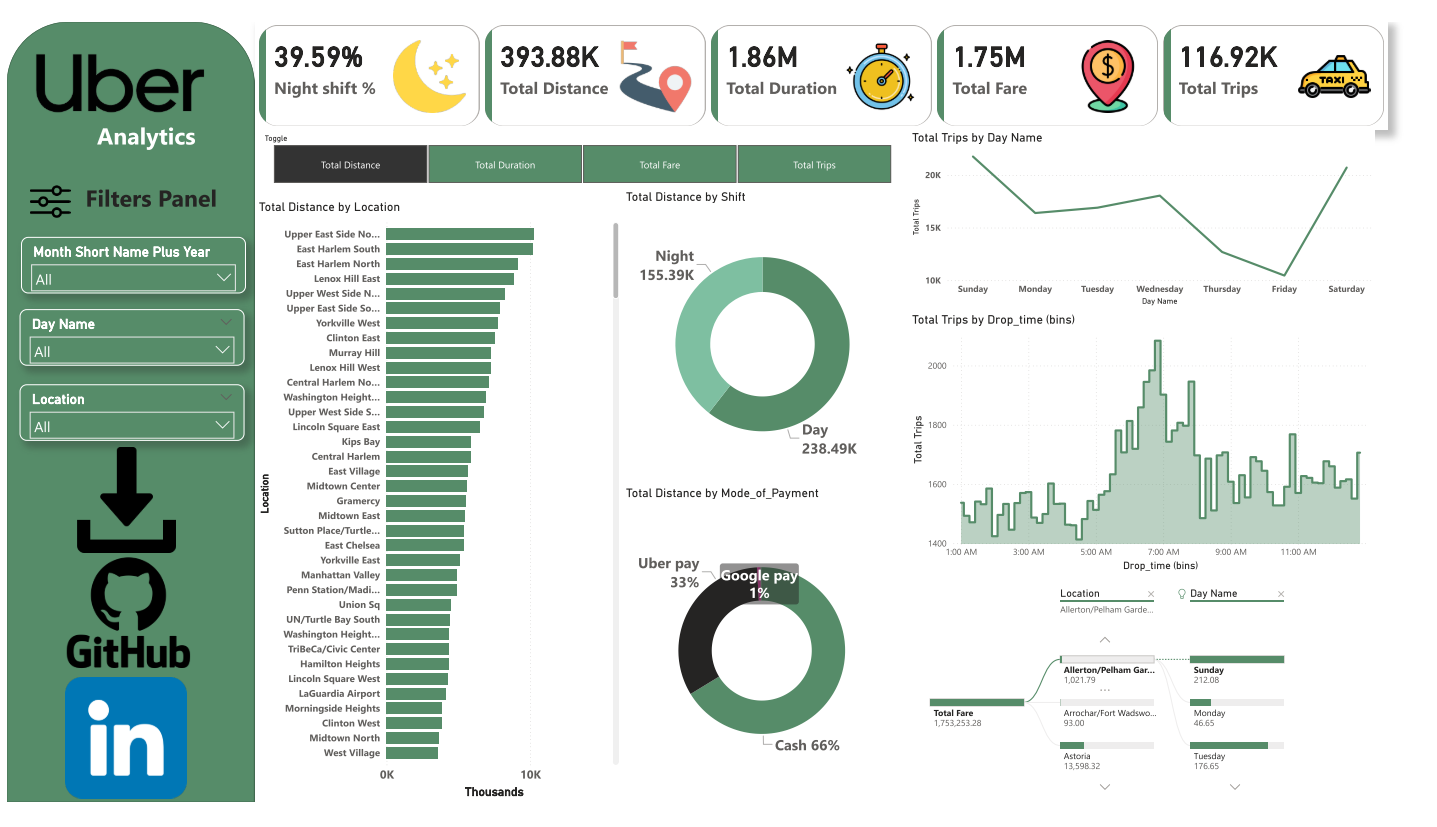 Uber
Analytics
Filters Panel
Month Short Name Plus Year
All
Day Name
All
Location
All
GitHub
in
39.59%
Night shift %
393.88K
Total Distance
1.86M
Total Duration
1.75M
Total Fare
$
116.92K
Total Trips
TAXI
Toggle
Total Distance
Total Duration
Total Fare
Total Trips
Total Distance by Location
Location
Upper East Side No...
East Harlem South
East Harlem North
Lenox Hill East
Upper West Side N...
Upper East Side So...
Yorkville West
Clinton East
Murray Hill
Lenox Hill West
Central Harlem No...
Washington Height...
Upper West Side S...
Lincoln Square East
Kips Bay
Central Harlem
East Village
Midtown Center
Gramercy
Midtown East
Sutton Place/Turtle...
East Chelsea
Yorkville East
Manhattan Valley
Penn Station/Madi...
Union Sq
UN/Turtle Bay South
Washington Height...
TriBeCa/Civic Center
Hamilton Heights
Lincoln Square West
LaGuardia Airport
Morningside Heights
Clinton West
Midtown North
West Village
0K
10K
Thousands
Total Distance by Shift
Night
155.39K
Day
238.49K
Total Distance by Mode_of_Payment
Uber pay
33%
Google pay
1%
Cash 66%
Total Trips by Day Name
Total Trips
20K
15K
10K
Sunday
Monday
Tuesday
Wednesday
Thursday
Friday
Saturday
Day Name
Total Trips by Drop_time (bins)
Total Trips
2000
1800
1600
1400
1:00 AM
3:00 AM
5:00 AM
7:00 AM
9:00 AM
11:00 AM
Drop_time (bins)
Location
Allerton/Pelham Garde...
Day Name
Total Fare
1,753,253.28
Allerton/Pelham Gar...
1,021.79
Arrochar/Fort Wadswo...
93.00
Astoria
13,598.32
Sunday
212.08
Monday
46.65
Tuesday
176.65